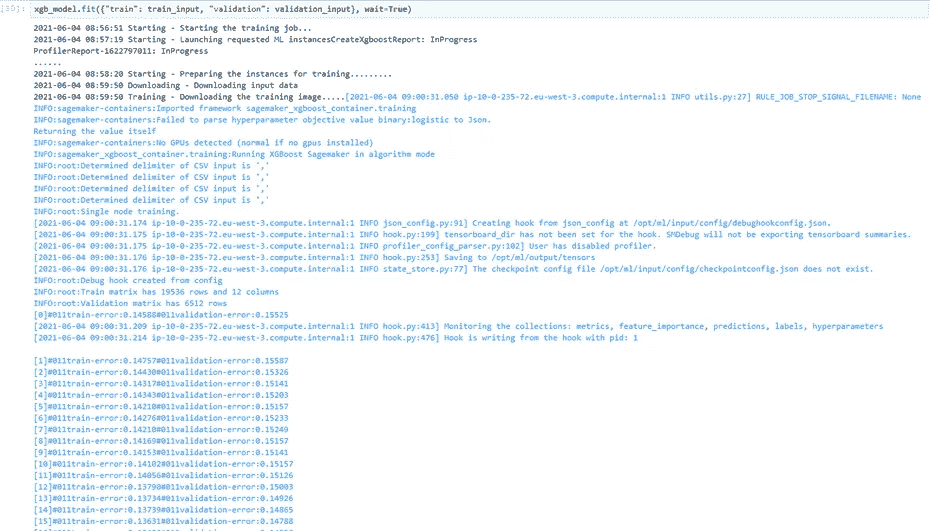 [30]: xgb_model.fit({"train": train_input, "validation": validation_input}, wait=True)
2021-06-04 08:56:51 Starting - Starting the training job...
2021-06-04 08:57:19 Starting - Launching requested ML instancesCreateXgboostReport: InProgress
ProfilerReport-1622797011: InProgress
......
2021-06-04 08:58:20 Starting - Preparing the instances for training.........
2021-06-04 08:59:50 Downloading - Downloading input data
2021-06-04 08:59:50 Training - Downloading the training image.....[2021-06-04 09:00:31.050 ip-10-0-235-72.eu-west-3.compute.internal:1 INFO utils.py:27] RULE_JOB_STOP_SIGNAL_FILENAME: None
INFO:sagemaker-containers:Imported framework sagemaker_xgboost_container.training
INFO:sagemaker-containers:Failed to parse hyperparameter objective value binary:logistic to Json.
Returning the value itself
INFO:sagemaker-containers:No GPUs detected (normal if no gpus installed)
INFO:sagemaker_xgboost_container.training:Running XGBoost Sagemaker in algorithm mode
INFO:root:Determined delimiter of CSV input is ','
INFO:root:Determined delimiter of CSV input is ','
INFO:root:Determined delimiter of CSV input is ','
INFO:root:Determined delimiter of CSV input is ','
INFO:root:Single node training.
[2021-06-04 09:00:31.174 ip-10-0-235-72.eu-west-3.compute.internal:1 INFO json_config.py:91] Creating hook from json_config at /opt/ml/input/config/debughookconfig.json.
[2021-06-04 09:00:31.175 ip-10-0-235-72.eu-west-3.compute.internal:1 INFO hook.py:199] tensorboard_dir has not been set for the hook. SMDebug will not be exporting tensorboard summaries.
[2021-06-04 09:00:31.175 ip-10-0-235-72.eu-west-3.compute.internal:1 INFO profiler_config_parser.py:102] User has disabled profiler.
[2021-06-04 09:00:31.176 ip-10-0-235-72.eu-west-3.compute.internal:1 INFO hook.py:253] Saving to /opt/ml/output/tensors
[2021-06-04 09:00:31.176 ip-10-0-235-72.eu-west-3.compute.internal:1 INFO state_store.py:77] The checkpoint config file /opt/ml/input/config/checkpointconfig.json does not exist.
INFO:root:Debug hook created from config
INFO:root:Train matrix has 19536 rows and 12 columns
INFO:root:Validation matrix has 6512 rows
[0]#011train-error:0.14588#011validation-error:0.15525
[2021-06-04 09:00:31.209 ip-10-0-235-72.eu-west-3.compute.internal:1 INFO hook.py:413] Monitoring the collections: metrics, feature_importance, predictions, labels, hyperparameters
[2021-06-04 09:00:31.214 ip-10-0-235-72.eu-west-3.compute.internal:1 INFO hook.py:476] Hook is writing from the hook with pid: 1
[1]#011train-error:0.14757#011validation-error:0.15587
[2]#011train-error:0.14430#011validation-error:0.15326
[3]#011train-error:0.14317#011validation-error:0.15141
[4]#011train-error:0.14343#011validation-error:0.15203
[5]#011train-error:0.14210#011validation-error:0.15157
[6]#011train-error:0.14276#011validation-error:0.15233
[7]#011train-error:0.14210#011validation-error:0.15249
[8]#011train-error:0.14169#011validation-error:0.15157
[9]#011train-error:0.14153#011validation-error:0.15141
[10]#011train-error:0.14102#011validation-error:0.15157
[11]#011train-error:0.14056#011validation-error:0.15126
[12]#011train-error:0.13790#011validation-error:0.15003
[13]#011train-error:0.13734#011validation-error:0.14926
[14]#011train-error:0.13739#011validation-error:0.14865
[15]#011train-error:0.13631#011validation-error:0.14788